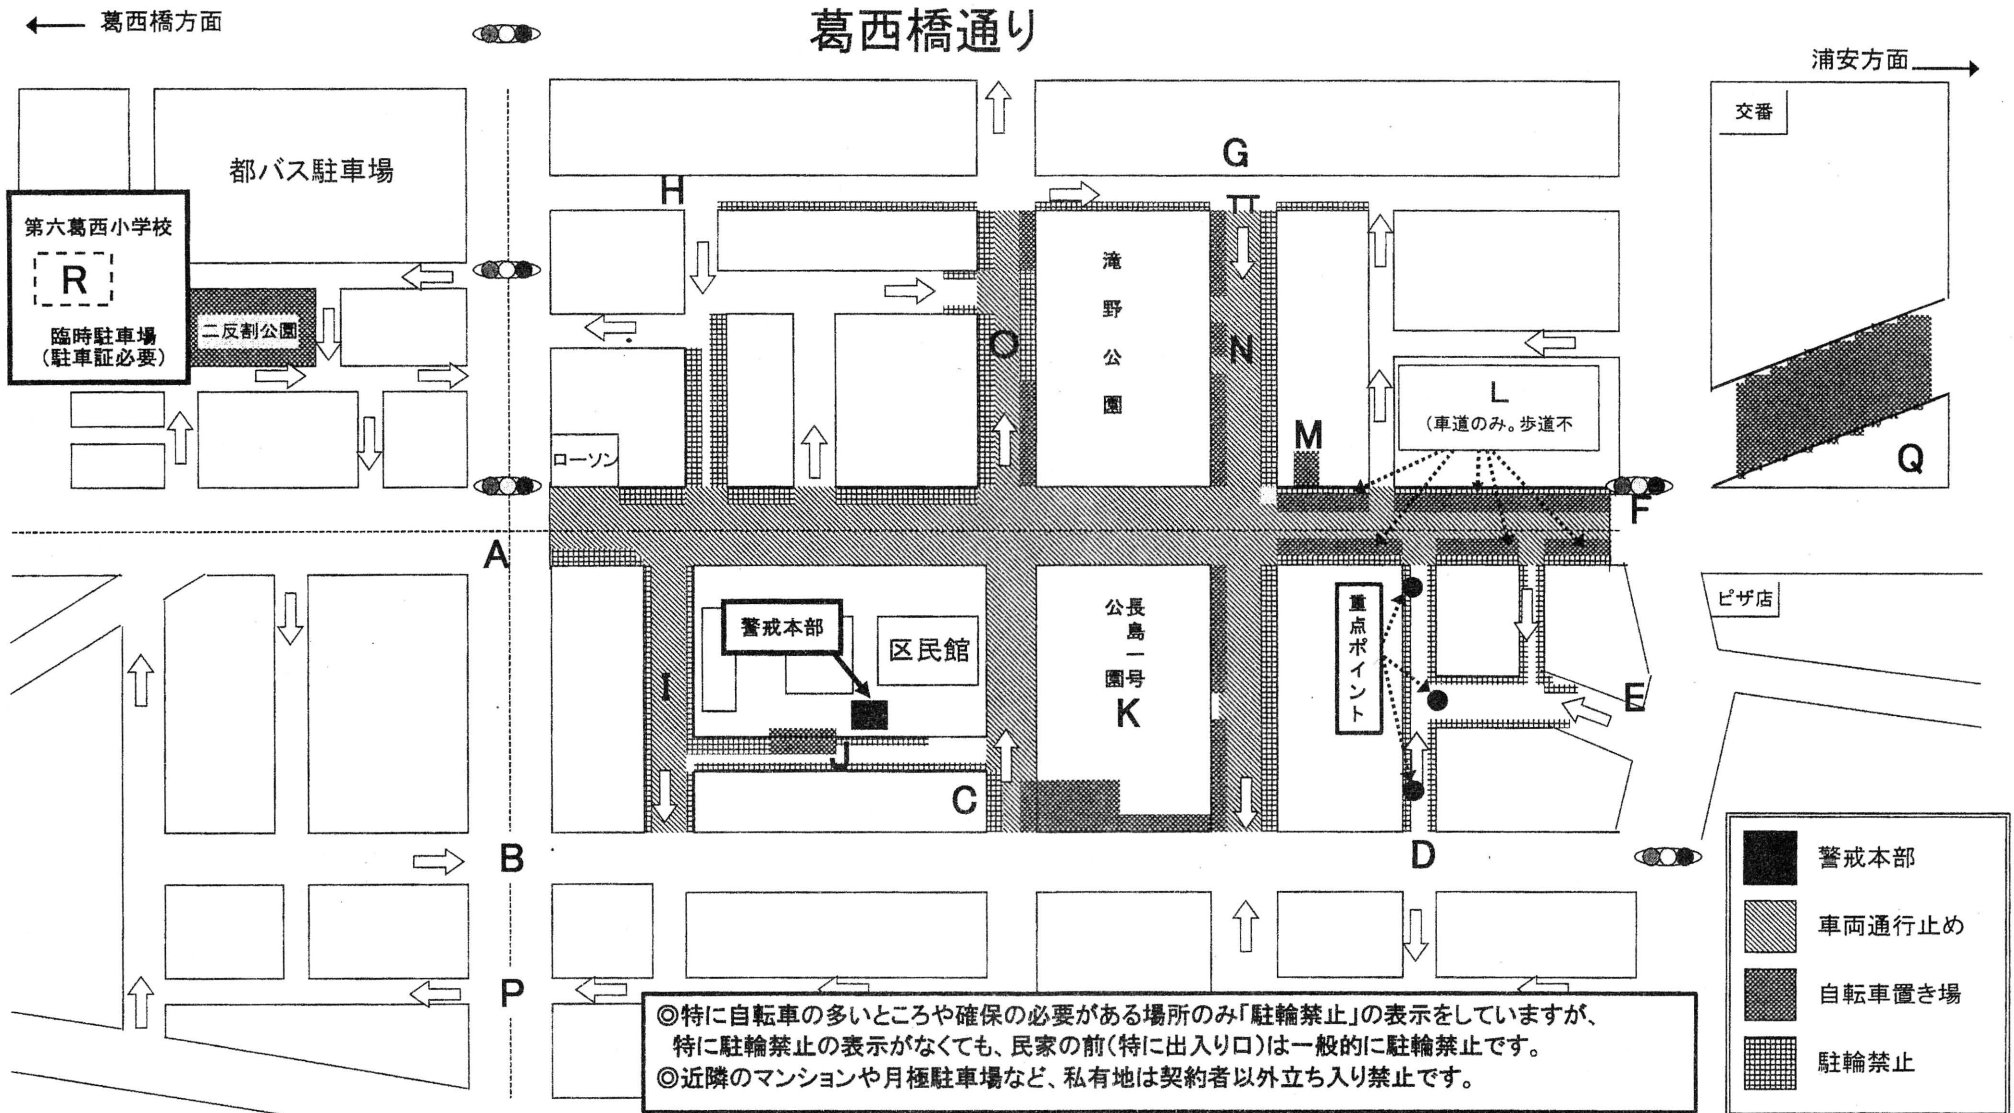 葛西橋方面
葛西橋通り
浦安方面
交番
都バス駐車場
G
H
第六葛西小学校
R
臨時駐車場
(駐車証必要)
二反割公園
滝野公園
O
N
L
(車道のみ。歩道不
M
ローソン
Q
F
A
ピザ店
警戒本部
区民館
長島一号
公園
重点ポイント
I
K
E
J
C
B
D
P
警戒本部
車両通行止め
自転車置き場
駐輪禁止
◎特に自転車の多いところや確保の必要がある場所のみ「駐輪禁止」の表示をしていますが、
特に駐輪禁止の表示がなくても、民家の前(特に出入り口)は一般的に駐輪禁止です。
◎近隣のマンションや月極駐車場など、私有地は契約者以外立ち入り禁止です。